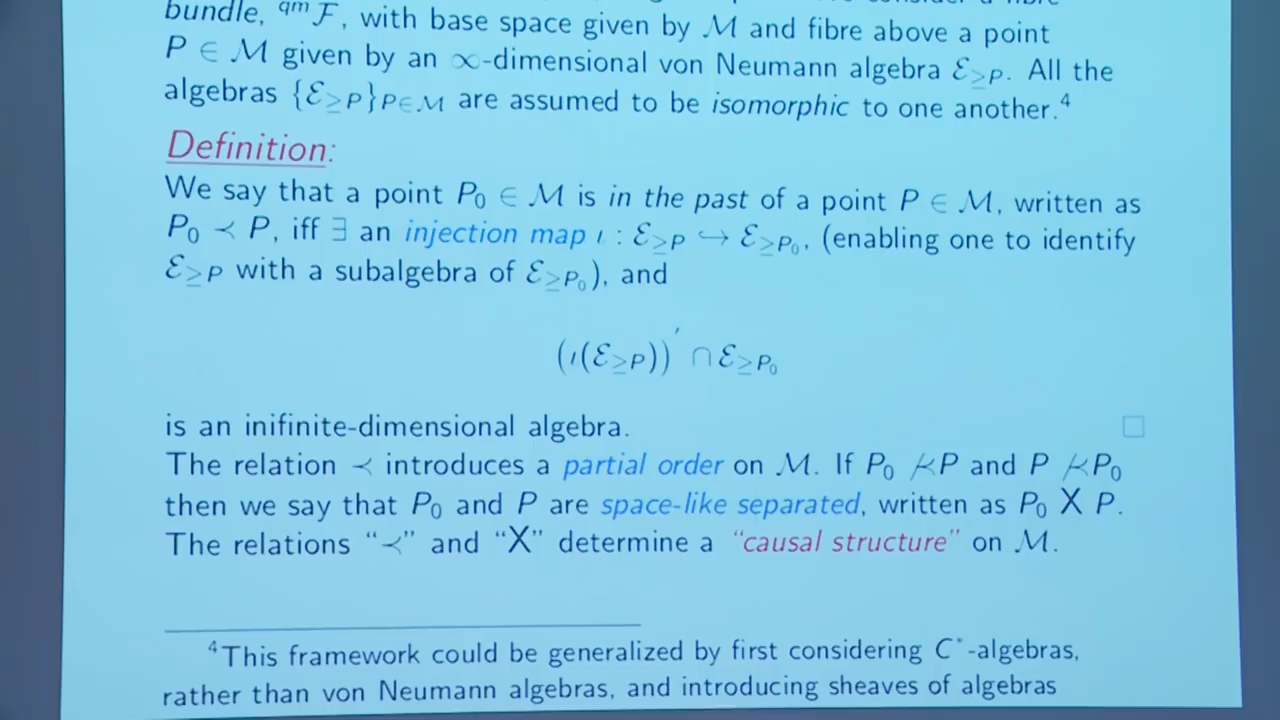 bundle, ^{qm}ℱ, with base space given by ℳ and fibre above a point
P ∈ ℳ given by an ∞-dimensional von Neumann algebra ℰ_{≥P}. All the
algebras {ℰ_{≥P}}_{P∈ℳ} are assumed to be isomorphic to one another.⁴
Definition:
We say that a point P₀ ∈ ℳ is in the past of a point P ∈ ℳ, written as
P₀ ≺ P, iff ∃ an injection map ι : ℰ_{≥P} ↪ ℰ_{≥P₀}, (enabling one to identify
ℰ_{≥P} with a subalgebra of ℰ_{≥P₀}), and
(ι(ℰ_{≥P}))′ ∩ ℰ_{≥P₀}
is an inifinite-dimensional algebra. □
The relation ≺ introduces a partial order on ℳ. If P₀ ⊀ P and P ⊀ P₀
then we say that P₀ and P are space-like separated, written as P₀ X P.
The relations “≺” and “X” determine a “causal structure” on ℳ.
⁴This framework could be generalized by first considering C*-algebras,
rather than von Neumann algebras, and introducing sheaves of algebras